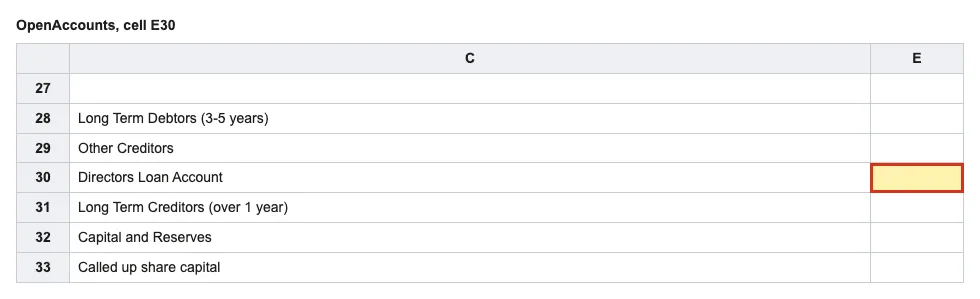 OpenAccounts, cell E30
C E
27
28 Long Term Debtors (3-5 years)
29 Other Creditors
30 Directors Loan Account
31 Long Term Creditors (over 1 year)
32 Capital and Reserves
33 Called up share capital